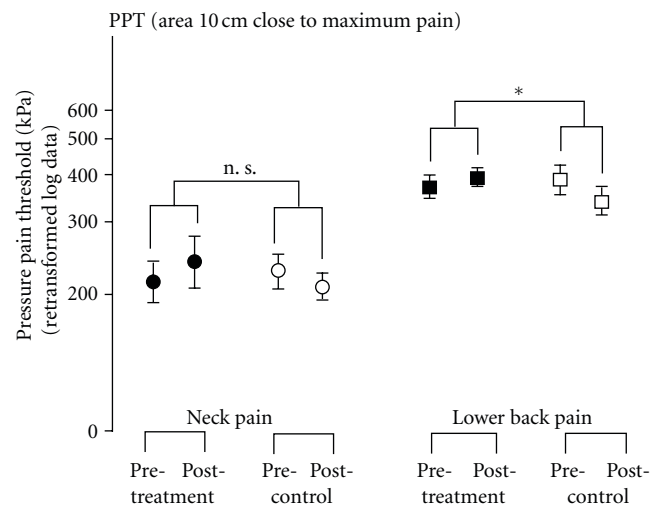 PPT (area 10 cm close to maximum pain)
Pressure pain threshold (kPa)
(retransformed log data)
600
500
400
300
200
0
n. s.
*
Neck pain
Lower back pain
Pre- Post-
treatment
Pre- Post-
control
Pre- Post-
treatment
Pre- Post-
control